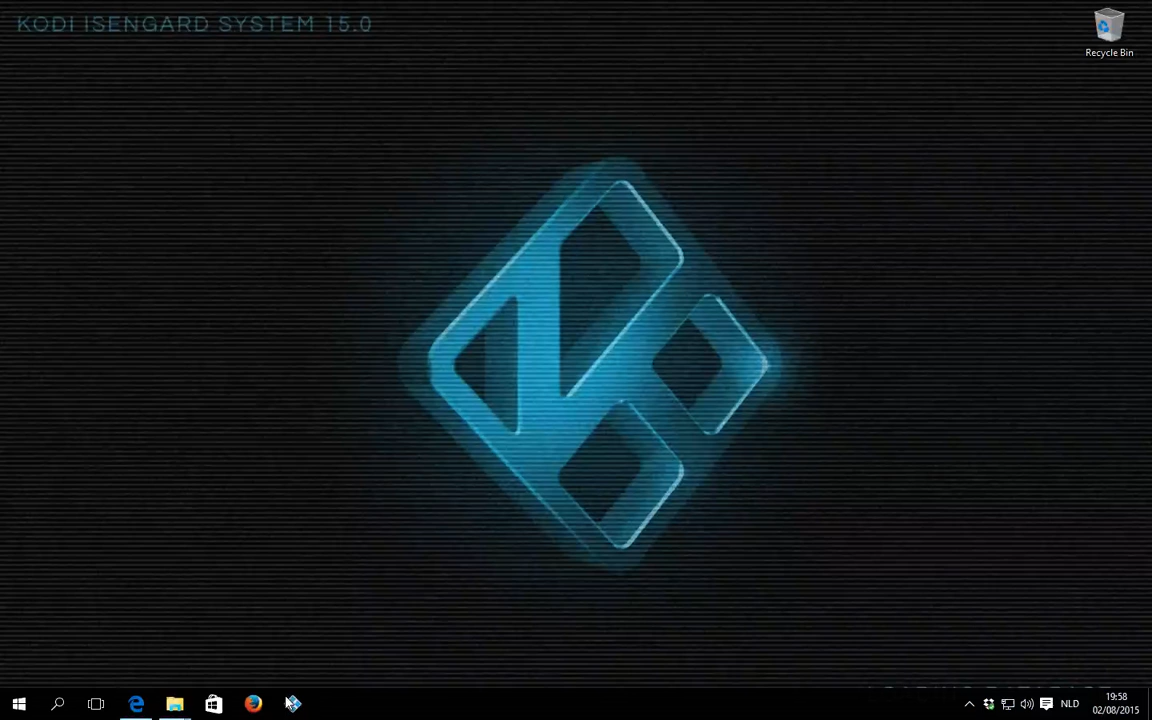 KODI ISENGARD SYSTEM 15.0
Recycle Bin
NLD
19:58
02/08/2015